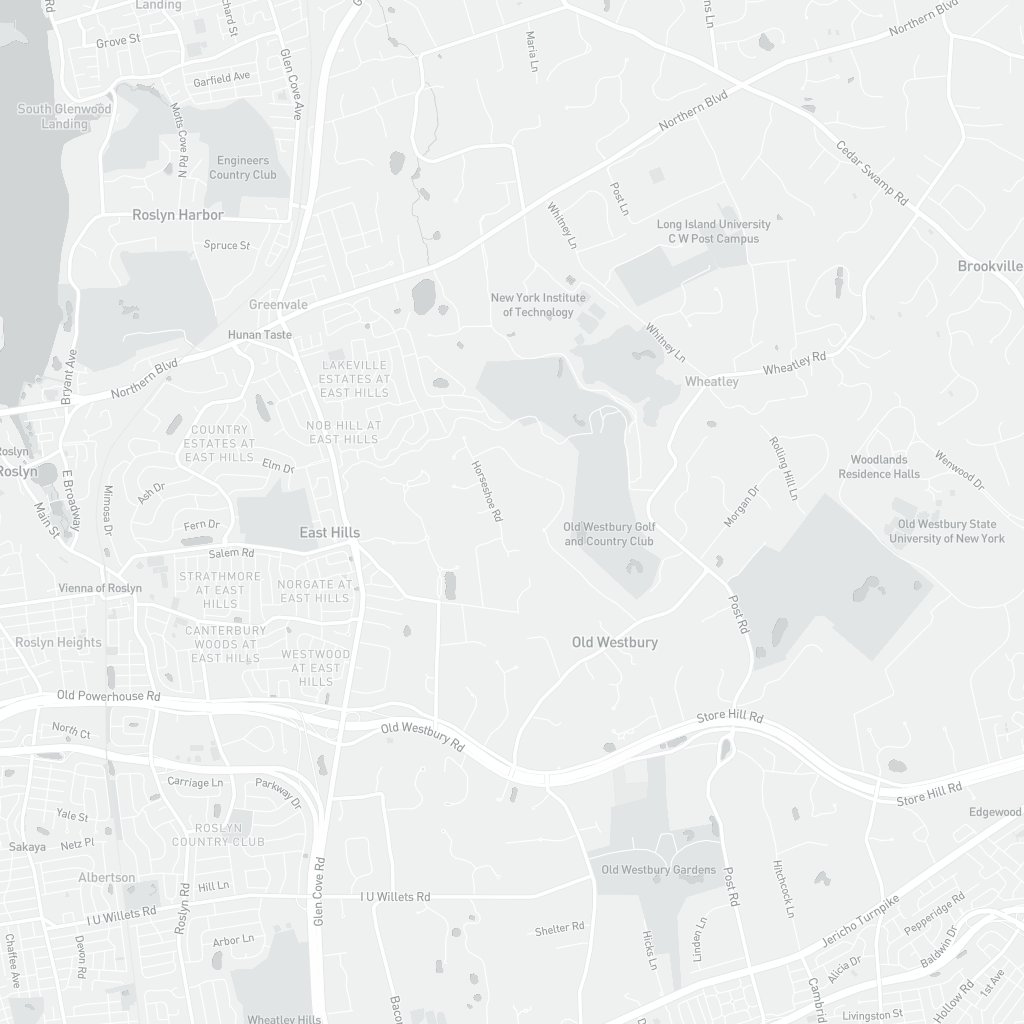 Landing
Grove St
Glen Cove Ave
Garfield Ave
Maria Ln
Northern Blvd
South Glenwood
Landing
Motts Cove Rd N
Engineers
Country Club
Northern Blvd
Cedar Swamp Rd
Roslyn Harbor
Spruce St
Post Ln
Whitney Ln
Long Island University
C W Post Campus
Brookville
Greenvale
Hunan Taste
New York Institute
of Technology
Whitney Ln
Bryant Ave
Northern Blvd
LAKEVILLE
ESTATES AT
EAST HILLS
Wheatley
Wheatley Rd
COUNTRY
ESTATES AT
EAST HILLS
NOB HILL AT
EAST HILLS
Roslyn
Roslyn
E Broadway
Main St
Mimosa Dr
Ash Dr
Elm Dr
Fern Dr
Salem Rd
East Hills
Horseshoe Rd
Rolling Hill Ln
Woodlands
Residence Halls
Wenwood Dr
Morgan Dr
Old Westbury Golf
and Country Club
Old Westbury State
University of New York
Vienna of Roslyn
STRATHMORE
AT EAST
HILLS
NORGATE AT
EAST HILLS
Post Rd
Roslyn Heights
CANTERBURY
WOODS AT
EAST HILLS
WESTWOOD
AT EAST
HILLS
Old Westbury
Old Powerhouse Rd
North Ct
Old Westbury Rd
Store Hill Rd
Store Hill Rd
Carriage Ln
Parkway Dr
Yale St
Netz Pl
Sakaya
ROSLYN
COUNTRY CLUB
Edgewood
Albertson
Hill Ln
Glen Cove Rd
Old Westbury Gardens
Post Rd
Hitchcock Ln
I U Willets Rd
I U Willets Rd
Roslyn Rd
Pepperidge Rd
Jericho Turnpike
Chaffee Ave
Devon Rd
Arbor Ln
Shelter Rd
Hicks Ln
Linden Ln
Alicia Dr
Baldwin Dr
Hollow Rd
1st Ave
Livingston St
Wheatley Hills